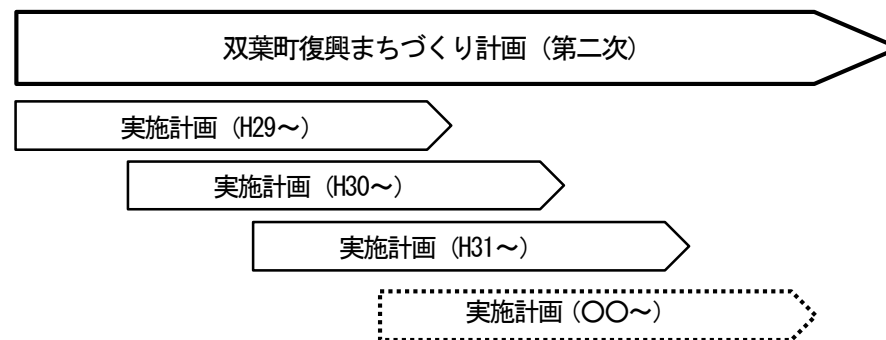 双葉町復興まちづくり計画（第二次）
実施計画（H29～）
実施計画（H30～）
実施計画（H31～）
実施計画（〇〇～）